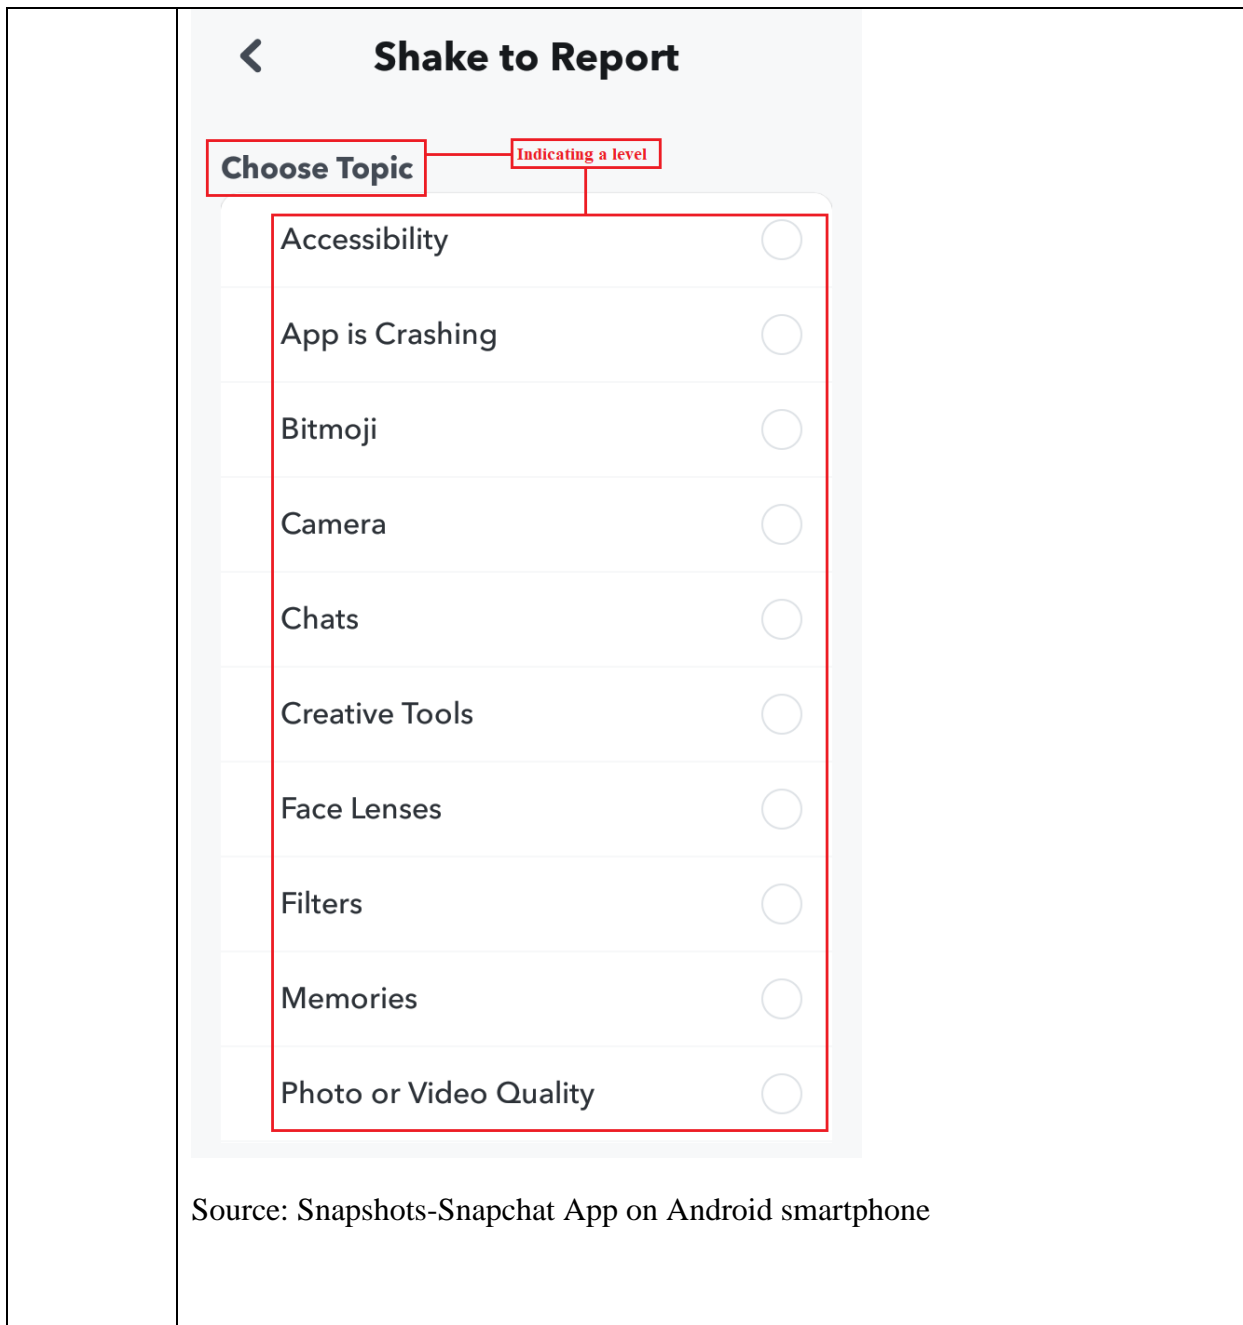 Shake to Report
Choose Topic
Indicating a level
Accessibility
App is Crashing
Bitmoji
Camera
Chats
Creative Tools
Face Lenses
Filters
Memories
Photo or Video Quality
Source: Snapshots-Snapchat App on Android smartphone